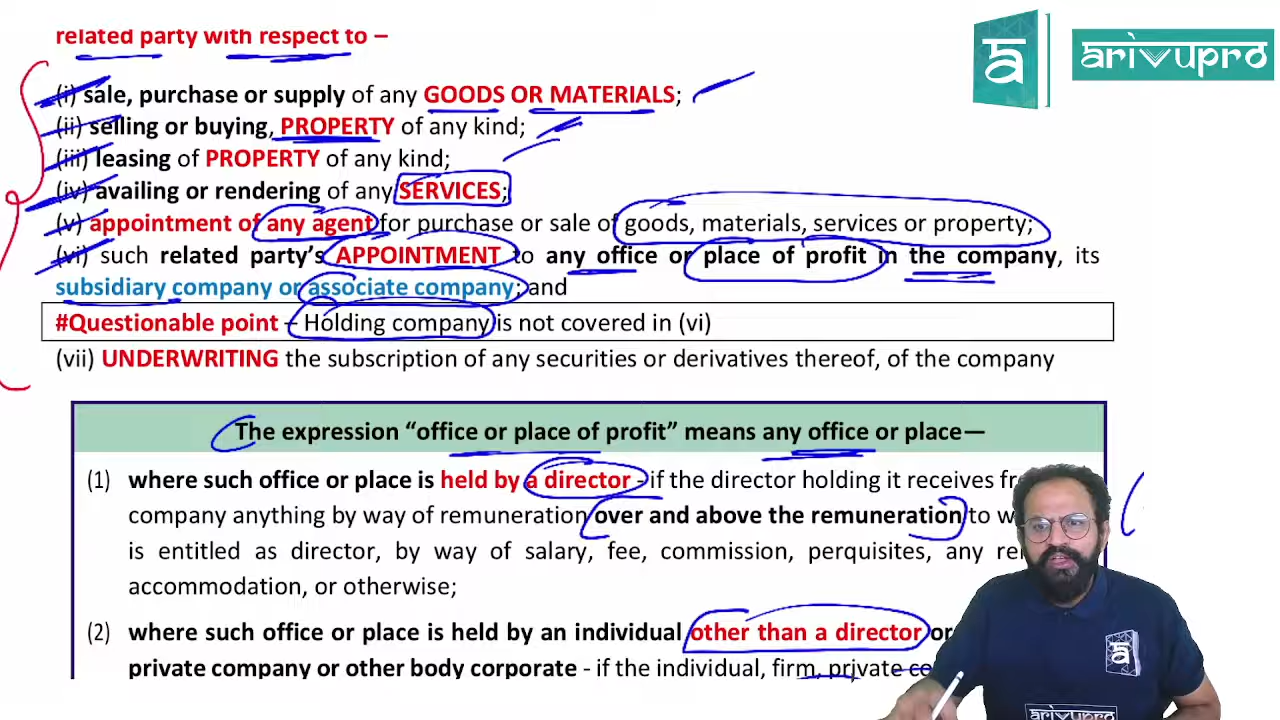 related party with respect to –
arivupro
(i) sale, purchase or supply of any GOODS OR MATERIALS;
(ii) selling or buying, PROPERTY of any kind;
(iii) leasing of PROPERTY of any kind;
(iv) availing or rendering of any SERVICES;
(v) appointment of any agent for purchase or sale of goods, materials, services or property;
(vi) such related party's APPOINTMENT to any office or place of profit in the company, its
subsidiary company or associate company; and
#Questionable point – Holding company is not covered in (vi)
(vii) UNDERWRITING the subscription of any securities or derivatives thereof, of the company
The expression “office or place of profit” means any office or place—
(1) where such office or place is held by a director - if the director holding it receives
company anything by way of remuneration over and above the remuneration to
is entitled as director, by way of salary, fee, commission, perquisites, any
accommodation, or otherwise;
(2) where such office or place is held by an individual other than a director or
private company or other body corporate - if the individual, firm, private
arivupro